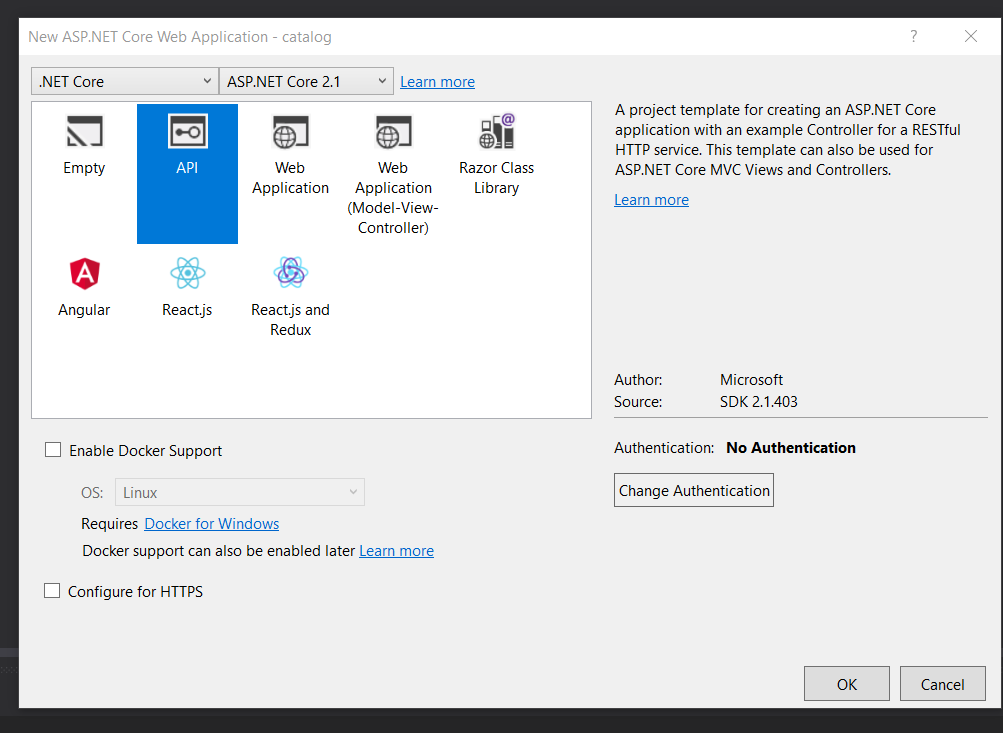 New ASP.NET Core Web Application - catalog
?
.NET Core
ASP.NET Core 2.1
Learn more
Empty
API
Web
Application
Web
Application
(Model-View-
Controller)
Razor Class
Library
Angular
React.js
React.js and
Redux
A project template for creating an ASP.NET Core
application with an example Controller for a RESTful
HTTP service. This template can also be used for
ASP.NET Core MVC Views and Controllers.
Learn more
Author: Microsoft
Source: SDK 2.1.403
Authentication: No Authentication
Change Authentication
Enable Docker Support
OS: Linux
Requires Docker for Windows
Docker support can also be enabled later Learn more
Configure for HTTPS
OK
Cancel